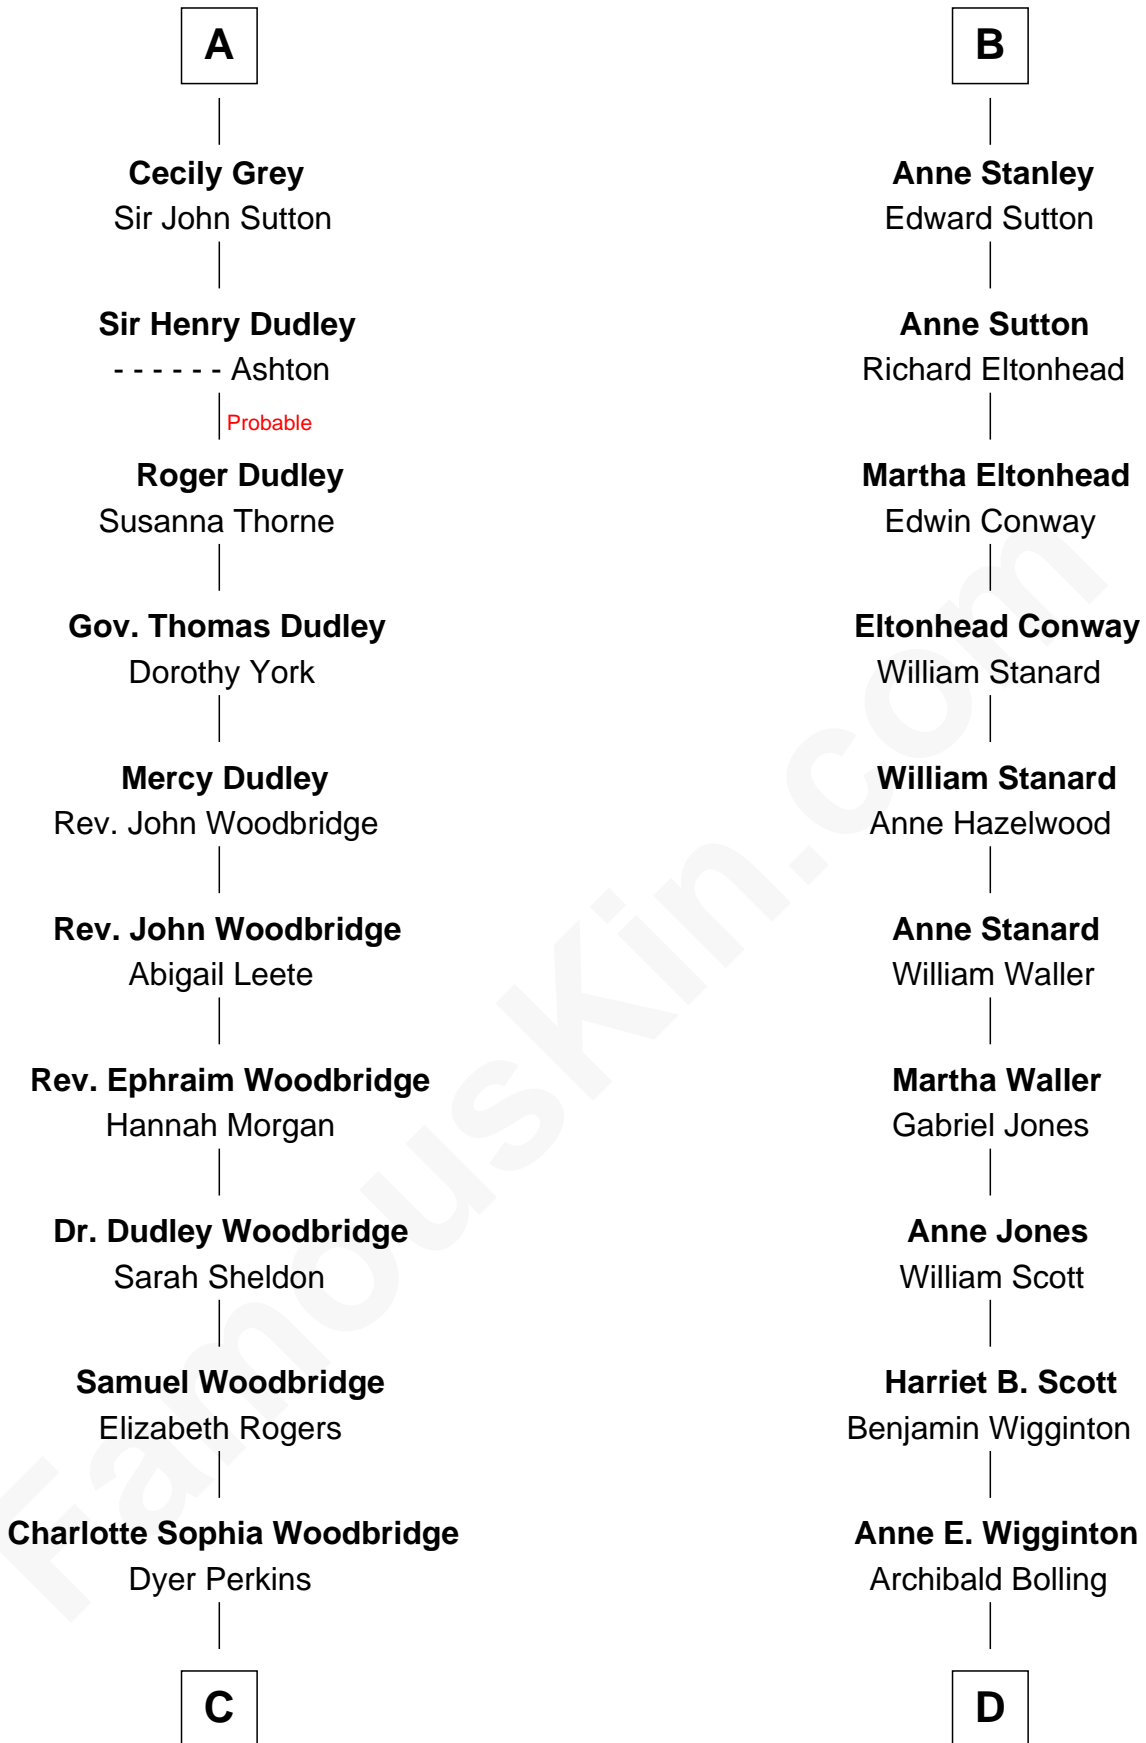 A
Cecily Grey
Sir John Sutton
Sir Henry Dudley
- - - - - - Ashton
Probable
Roger Dudley
Susanna Thorne
Gov. Thomas Dudley
Dorothy York
Mercy Dudley
Rev. John Woodbridge
Rev. John Woodbridge
Abigail Leete
Rev. Ephraim Woodbridge
Hannah Morgan
Dr. Dudley Woodbridge
Sarah Sheldon
Samuel Woodbridge
Elizabeth Rogers
Charlotte Sophia Woodbridge
Dyer Perkins
C
B
Anne Stanley
Edward Sutton
Anne Sutton
Richard Eltonhead
Martha Eltonhead
Edwin Conway
Eltonhead Conway
William Stanard
William Stanard
Anne Hazelwood
Anne Stanard
William Waller
Martha Waller
Gabriel Jones
Anne Jones
William Scott
Harriet B. Scott
Benjamin Wigginton
Anne E. Wigginton
Archibald Bolling
D
FamousKin.com